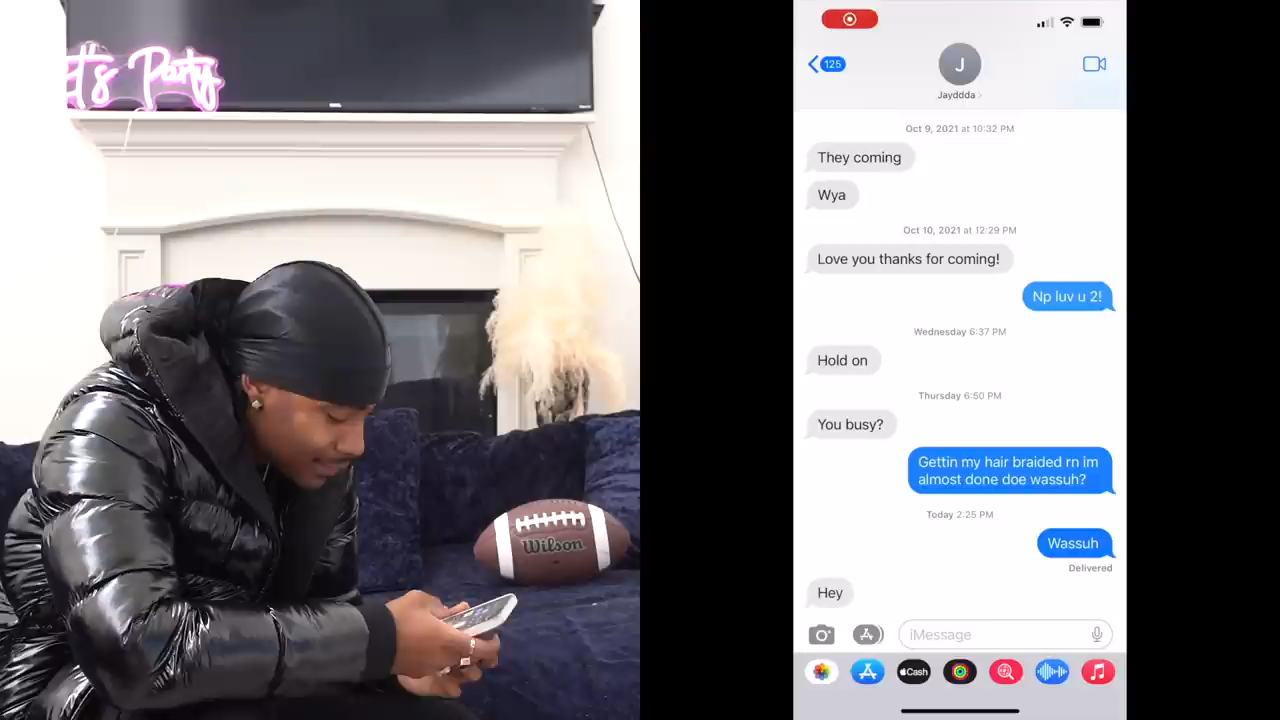 t's Party
Wilson
125
J
Jayddda
Oct 9, 2021 at 10:32 PM
They coming
Wya
Oct 10, 2021 at 12:29 PM
Love you thanks for coming!
Np luv u 2!
Wednesday 6:37 PM
Hold on
Thursday 6:50 PM
You busy?
Gettin my hair braided rn im
almost done doe wassuh?
Today 2:25 PM
Wassuh
Delivered
Hey
iMessage
Cash